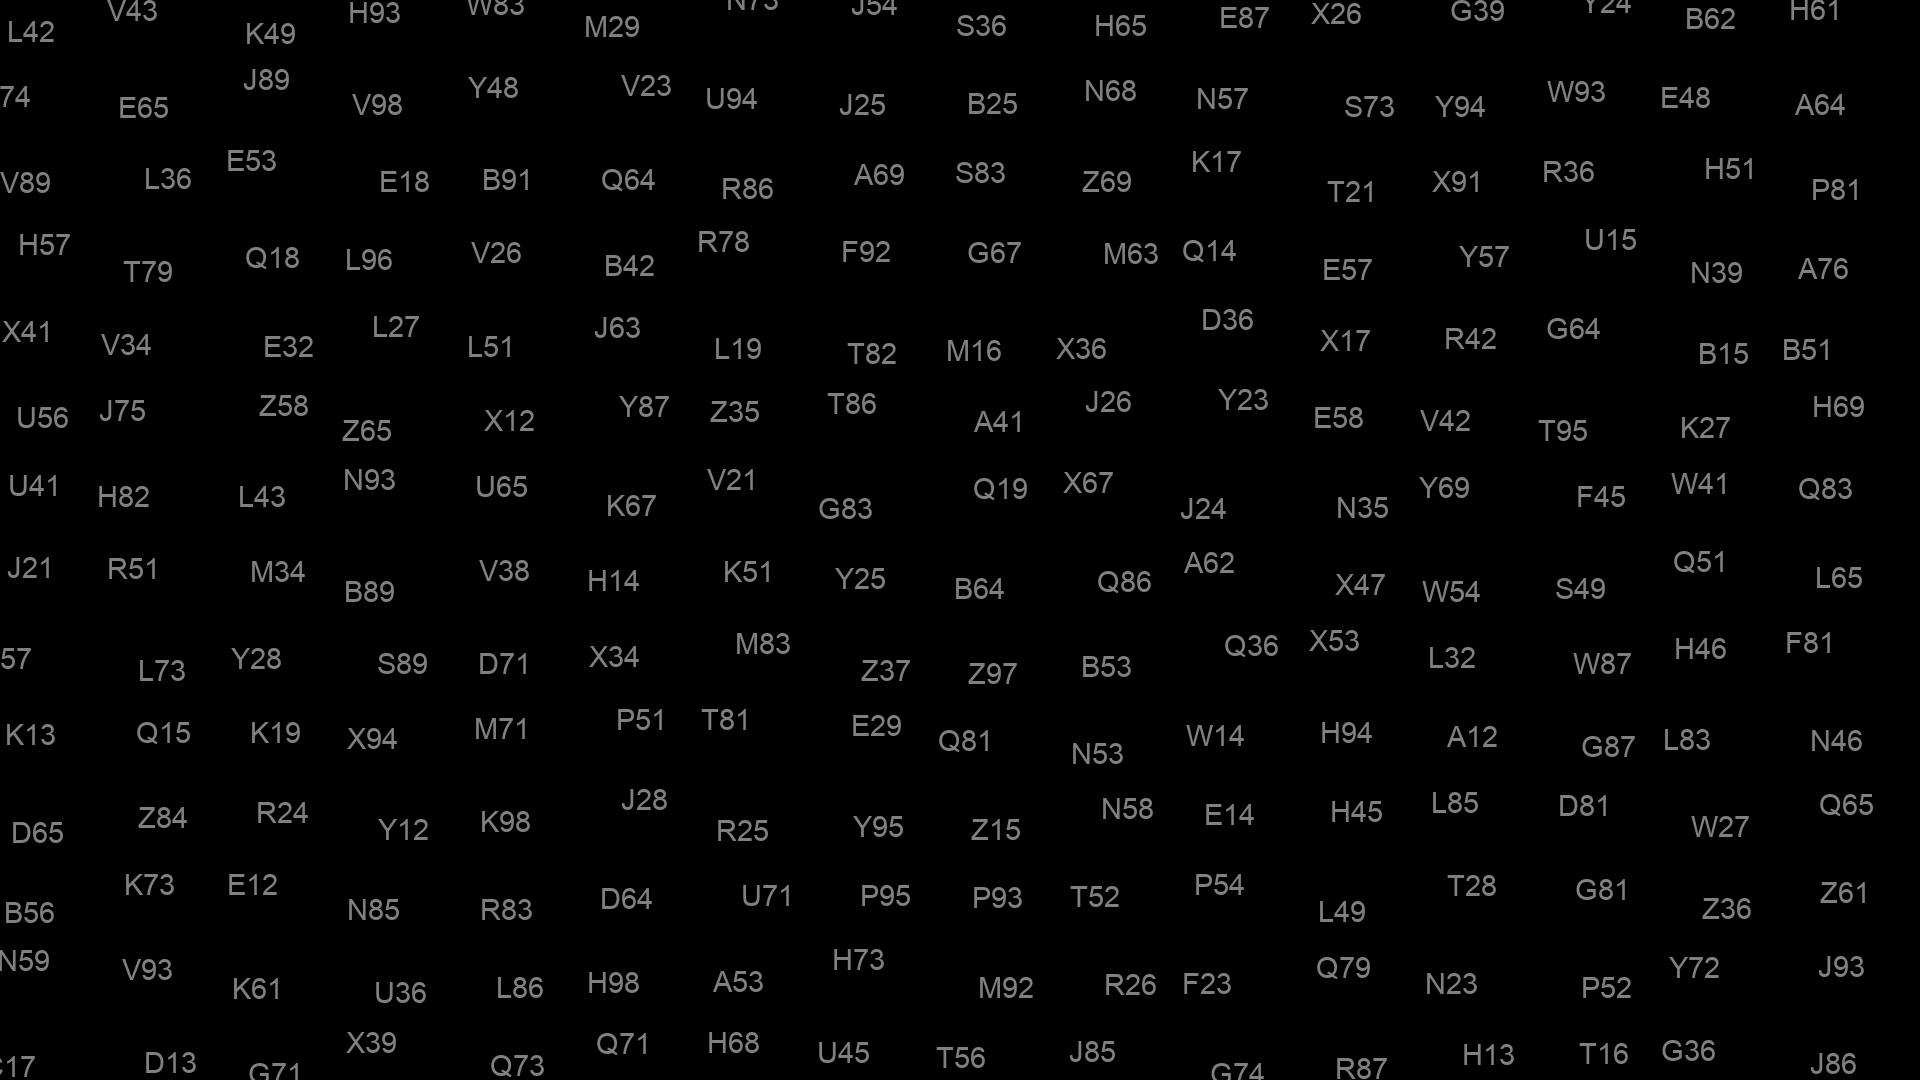 L42 V43 K49 H93 W83 M29 N73 J54 S36 H65 E87 X26 G39 Y24 B62 H61
74 E65 J89 V98 Y48 V23 U94 J25 B25 N68 N57 S73 Y94 W93 E48 A64
V89 L36 E53 E18 B91 Q64 R86 A69 S83 Z69 K17 T21 X91 R36 H51 P81
H57 T79 Q18 L96 V26 B42 R78 F92 G67 M63 Q14 E57 Y57 U15 N39 A76
X41 V34 E32 L27 L51 J63 L19 T82 M16 X36 D36 X17 R42 G64 B15 B51
U56 J75 Z58 Z65 X12 Y87 Z35 T86 A41 J26 Y23 E58 V42 T95 K27 H69
U41 H82 L43 N93 U65 K67 V21 G83 Q19 X67 J24 N35 Y69 F45 W41 Q83
J21 R51 M34 B89 V38 H14 K51 Y25 B64 Q86 A62 X47 W54 S49 Q51 L65
57 L73 Y28 S89 D71 X34 M83 Z37 Z97 B53 Q36 X53 L32 W87 H46 F81
K13 Q15 K19 X94 M71 P51 T81 E29 Q81 N53 W14 H94 A12 G87 L83 N46
D65 Z84 R24 Y12 K98 J28 R25 Y95 Z15 N58 E14 H45 L85 D81 W27 Q65
B56 K73 E12 N85 R83 D64 U71 P95 P93 T52 P54 L49 T28 G81 Z36 Z61
N59 V93 K61 U36 L86 H98 A53 H73 M92 R26 F23 Q79 N23 P52 Y72 J93
17 D13 G71 X39 Q73 Q71 H68 U45 T56 J85 G74 R87 H13 T16 G36 J86